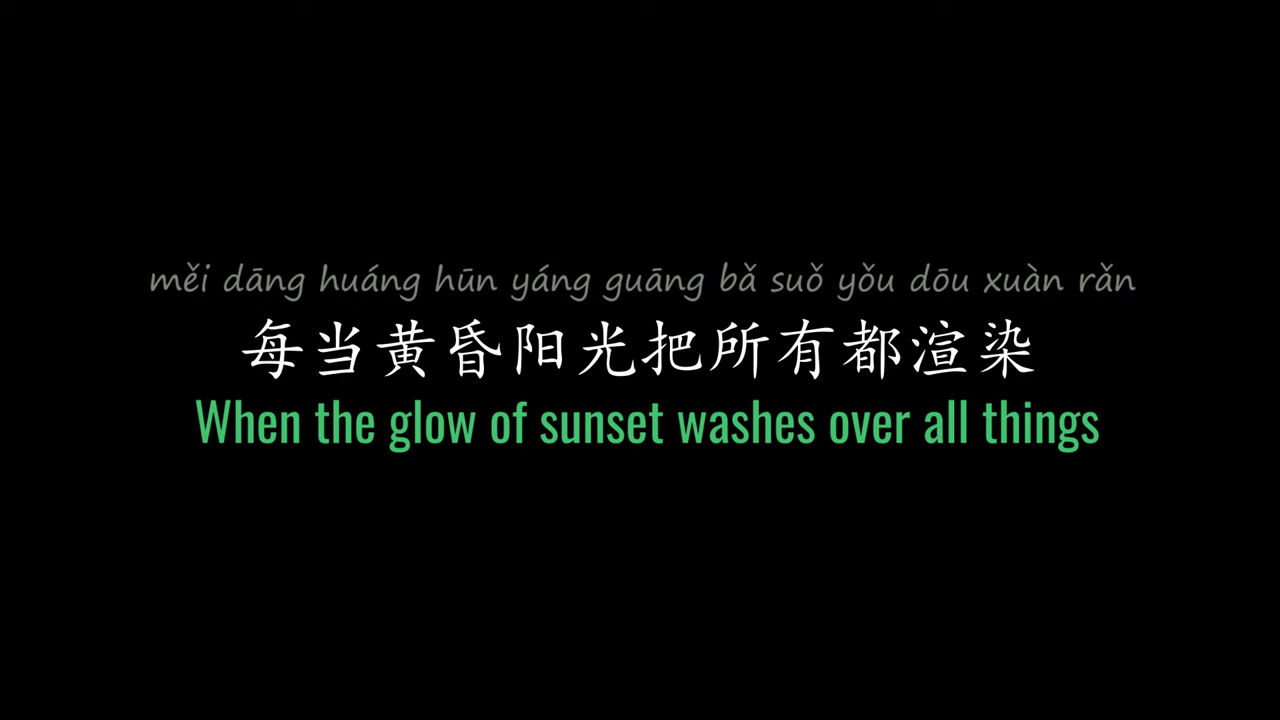 měi dāng huáng hūn yáng guāng bǎ suǒ yǒu dōu xuàn rǎn
每当黄昏阳光把所有都渲染
When the glow of sunset washes over all things